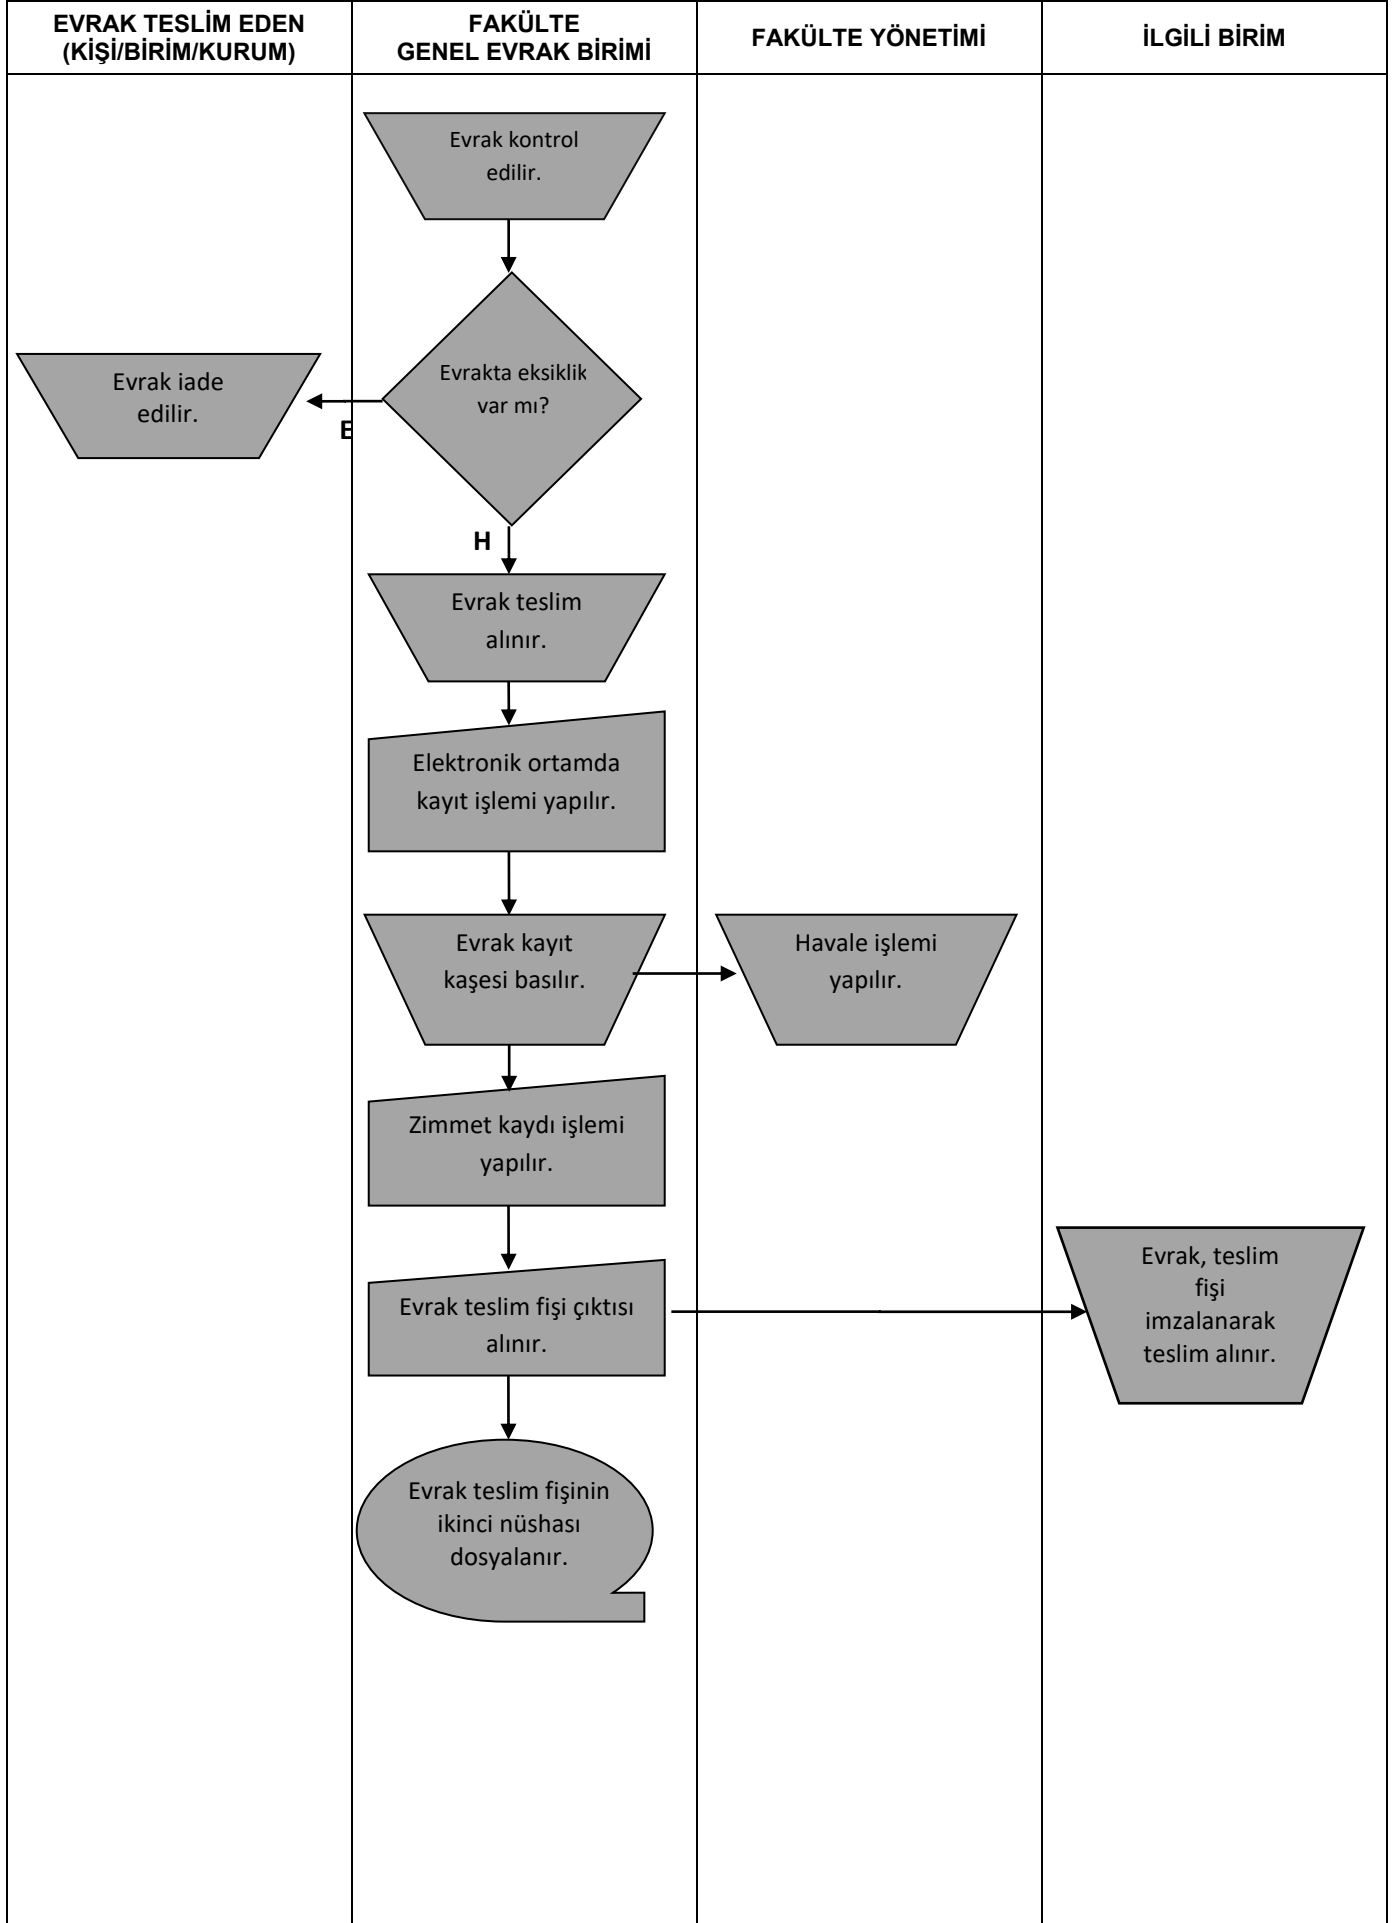 EVRAK TESLİM EDEN
(KİŞİ/BİRİM/KURUM)
FAKÜLTE
GENEL EVRAK BİRİMİ
FAKÜLTE YÖNETİMİ
İLGİLİ BİRİM
Evrak kontrol
edilir.
Evrakta eksiklik
var mı?
Evrak iade
edilir.
E
H
Evrak teslim
alınır.
Elektronik ortamda
kayıt işlemi yapılır.
Evrak kayıt
kaşesi basılır.
Havale işlemi
yapılır.
Zimmet kaydı işlemi
yapılır.
Evrak teslim fişi çıktısı
alınır.
Evrak, teslim
fişi
imzalanarak
teslim alınır.
Evrak teslim fişinin
ikinci nüshası
dosyalanır.